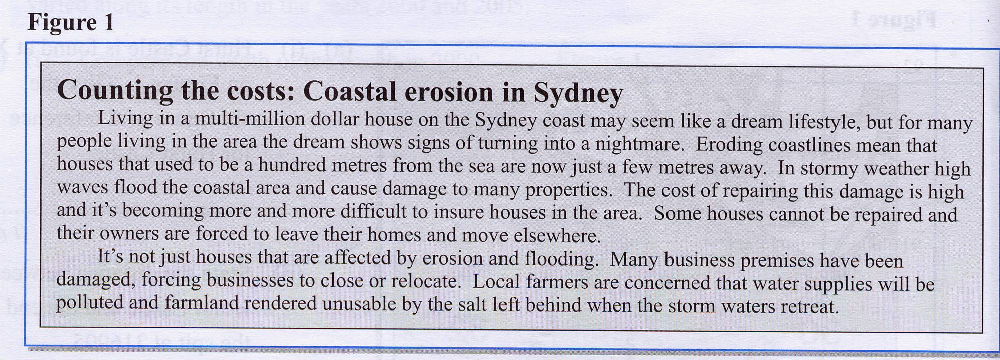 Figure 1
Counting the costs: Coastal erosion in Sydney
Living in a multi-million dollar house on the Sydney coast may seem like a dream lifestyle, but for many
people living in the area the dream shows signs of turning into a nightmare. Eroding coastlines mean that
houses that used to be a hundred metres from the sea are now just a few metres away. In stormy weather high
waves flood the coastal area and cause damage to many properties. The cost of repairing this damage is high
and it's becoming more and more difficult to insure houses in the area. Some houses cannot be repaired and
their owners are forced to leave their homes and move elsewhere.
It's not just houses that are affected by erosion and flooding. Many business premises have been
damaged, forcing businesses to close or relocate. Local farmers are concerned that water supplies will be
polluted and farmland rendered unusable by the salt left behind when the storm waters retreat.